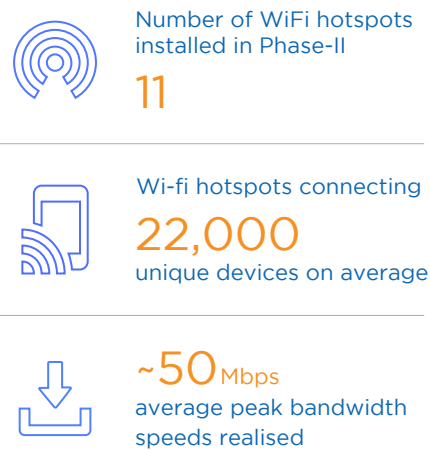 Number of WiFi hotspots
installed in Phase-II
11
Wi-fi hotspots connecting
22,000
unique devices on average
~50 Mbps
average peak bandwidth
speeds realised